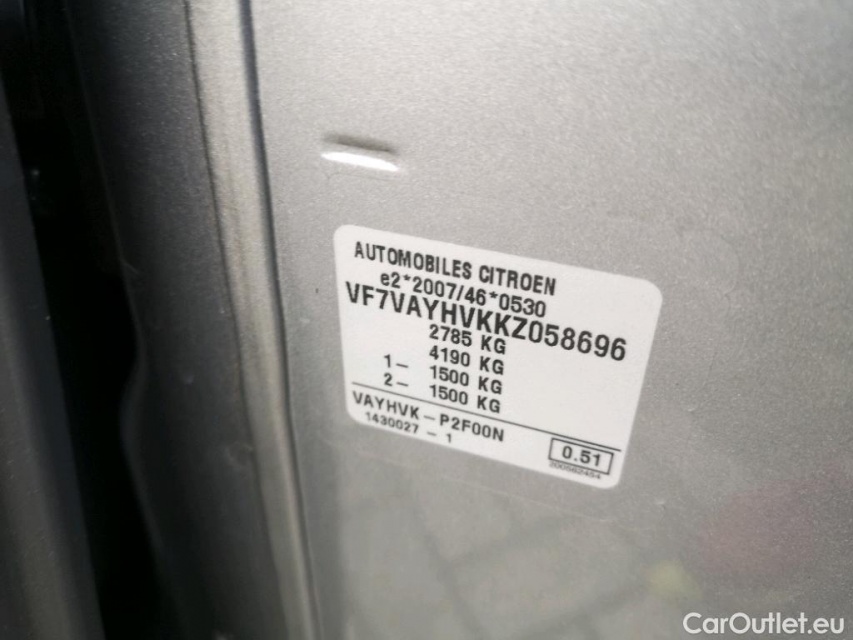 AUTOMOBILES CITROEN
e2*2007/46*0530
VF7VAYHVKKZ058696
2785 KG
4190 KG
1- 1500 KG
2- 1500 KG
VAYHVK-P2F00N
1430027 - 1
0.51
200562454
CarOutlet.eu